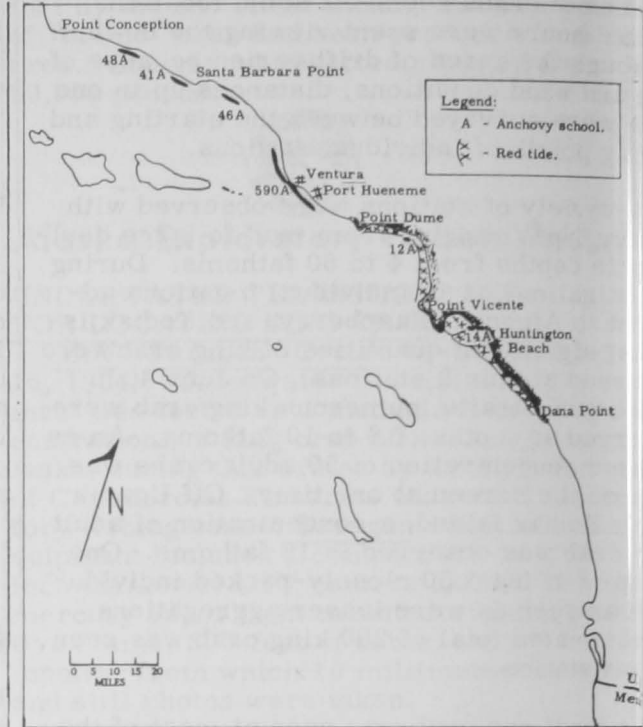 Point Conception
48A
41A
Santa Barbara Point
46A
Legend:
A - Anchovy school.
Red tide.
Ventura
590A
Port Hueneme
Point Dume
12A
Point Vicente
14A
Huntington
Beach
Dana Point
N
0 5 10 15 20
MILES
U
Me